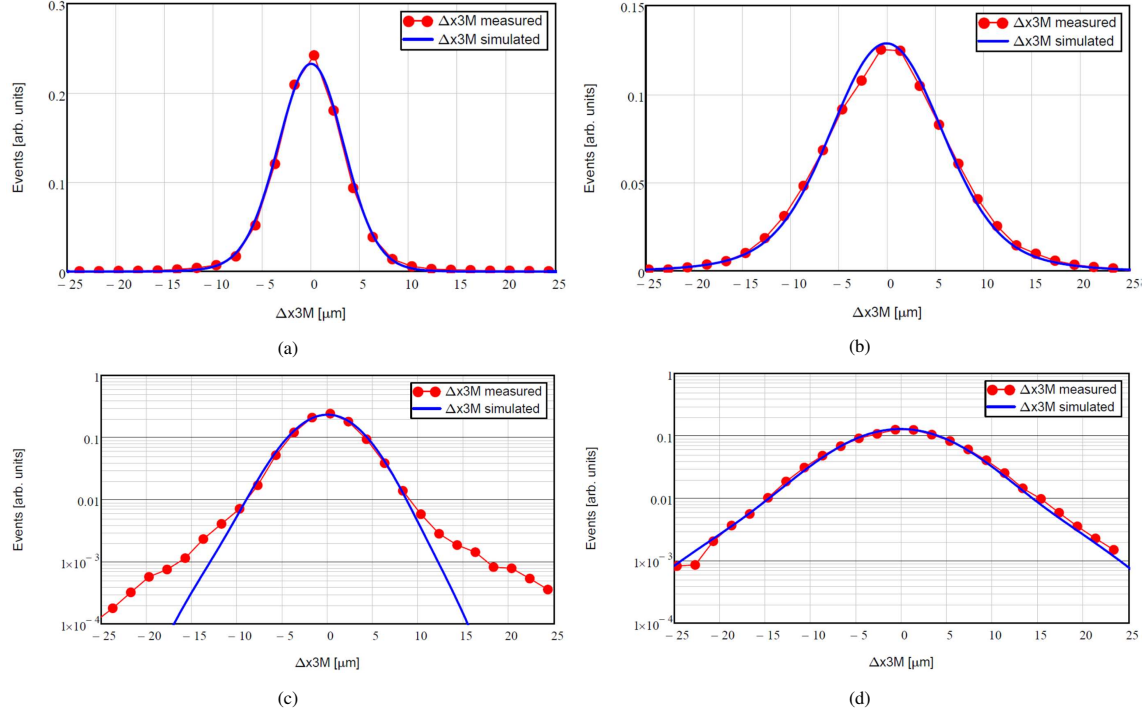 0.3
0.2
0.1
0
Events [arb. units]
Δx3M measured
Δx3M simulated
− 25 − 20 − 15 − 10 − 5 0 5 10 15 20 25
Δx3M [μm]
(a)
0.15
0.1
0.05
0
Events [arb. units]
Δx3M measured
Δx3M simulated
− 25 − 20 − 15 − 10 − 5 0 5 10 15 20 25
Δx3M [μm]
(b)
1
0.1
0.01
1×10⁻³
1×10⁻⁴
Events [arb. units]
Δx3M measured
Δx3M simulated
− 25 − 20 − 15 − 10 − 5 0 5 10 15 20 25
Δx3M [μm]
(c)
1
0.1
0.01
1×10⁻³
1×10⁻⁴
Events [arb. units]
Δx3M measured
Δx3M simulated
− 25 − 20 − 15 − 10 − 5 0 5 10 15 20 25
Δx3M [μm]
(d)